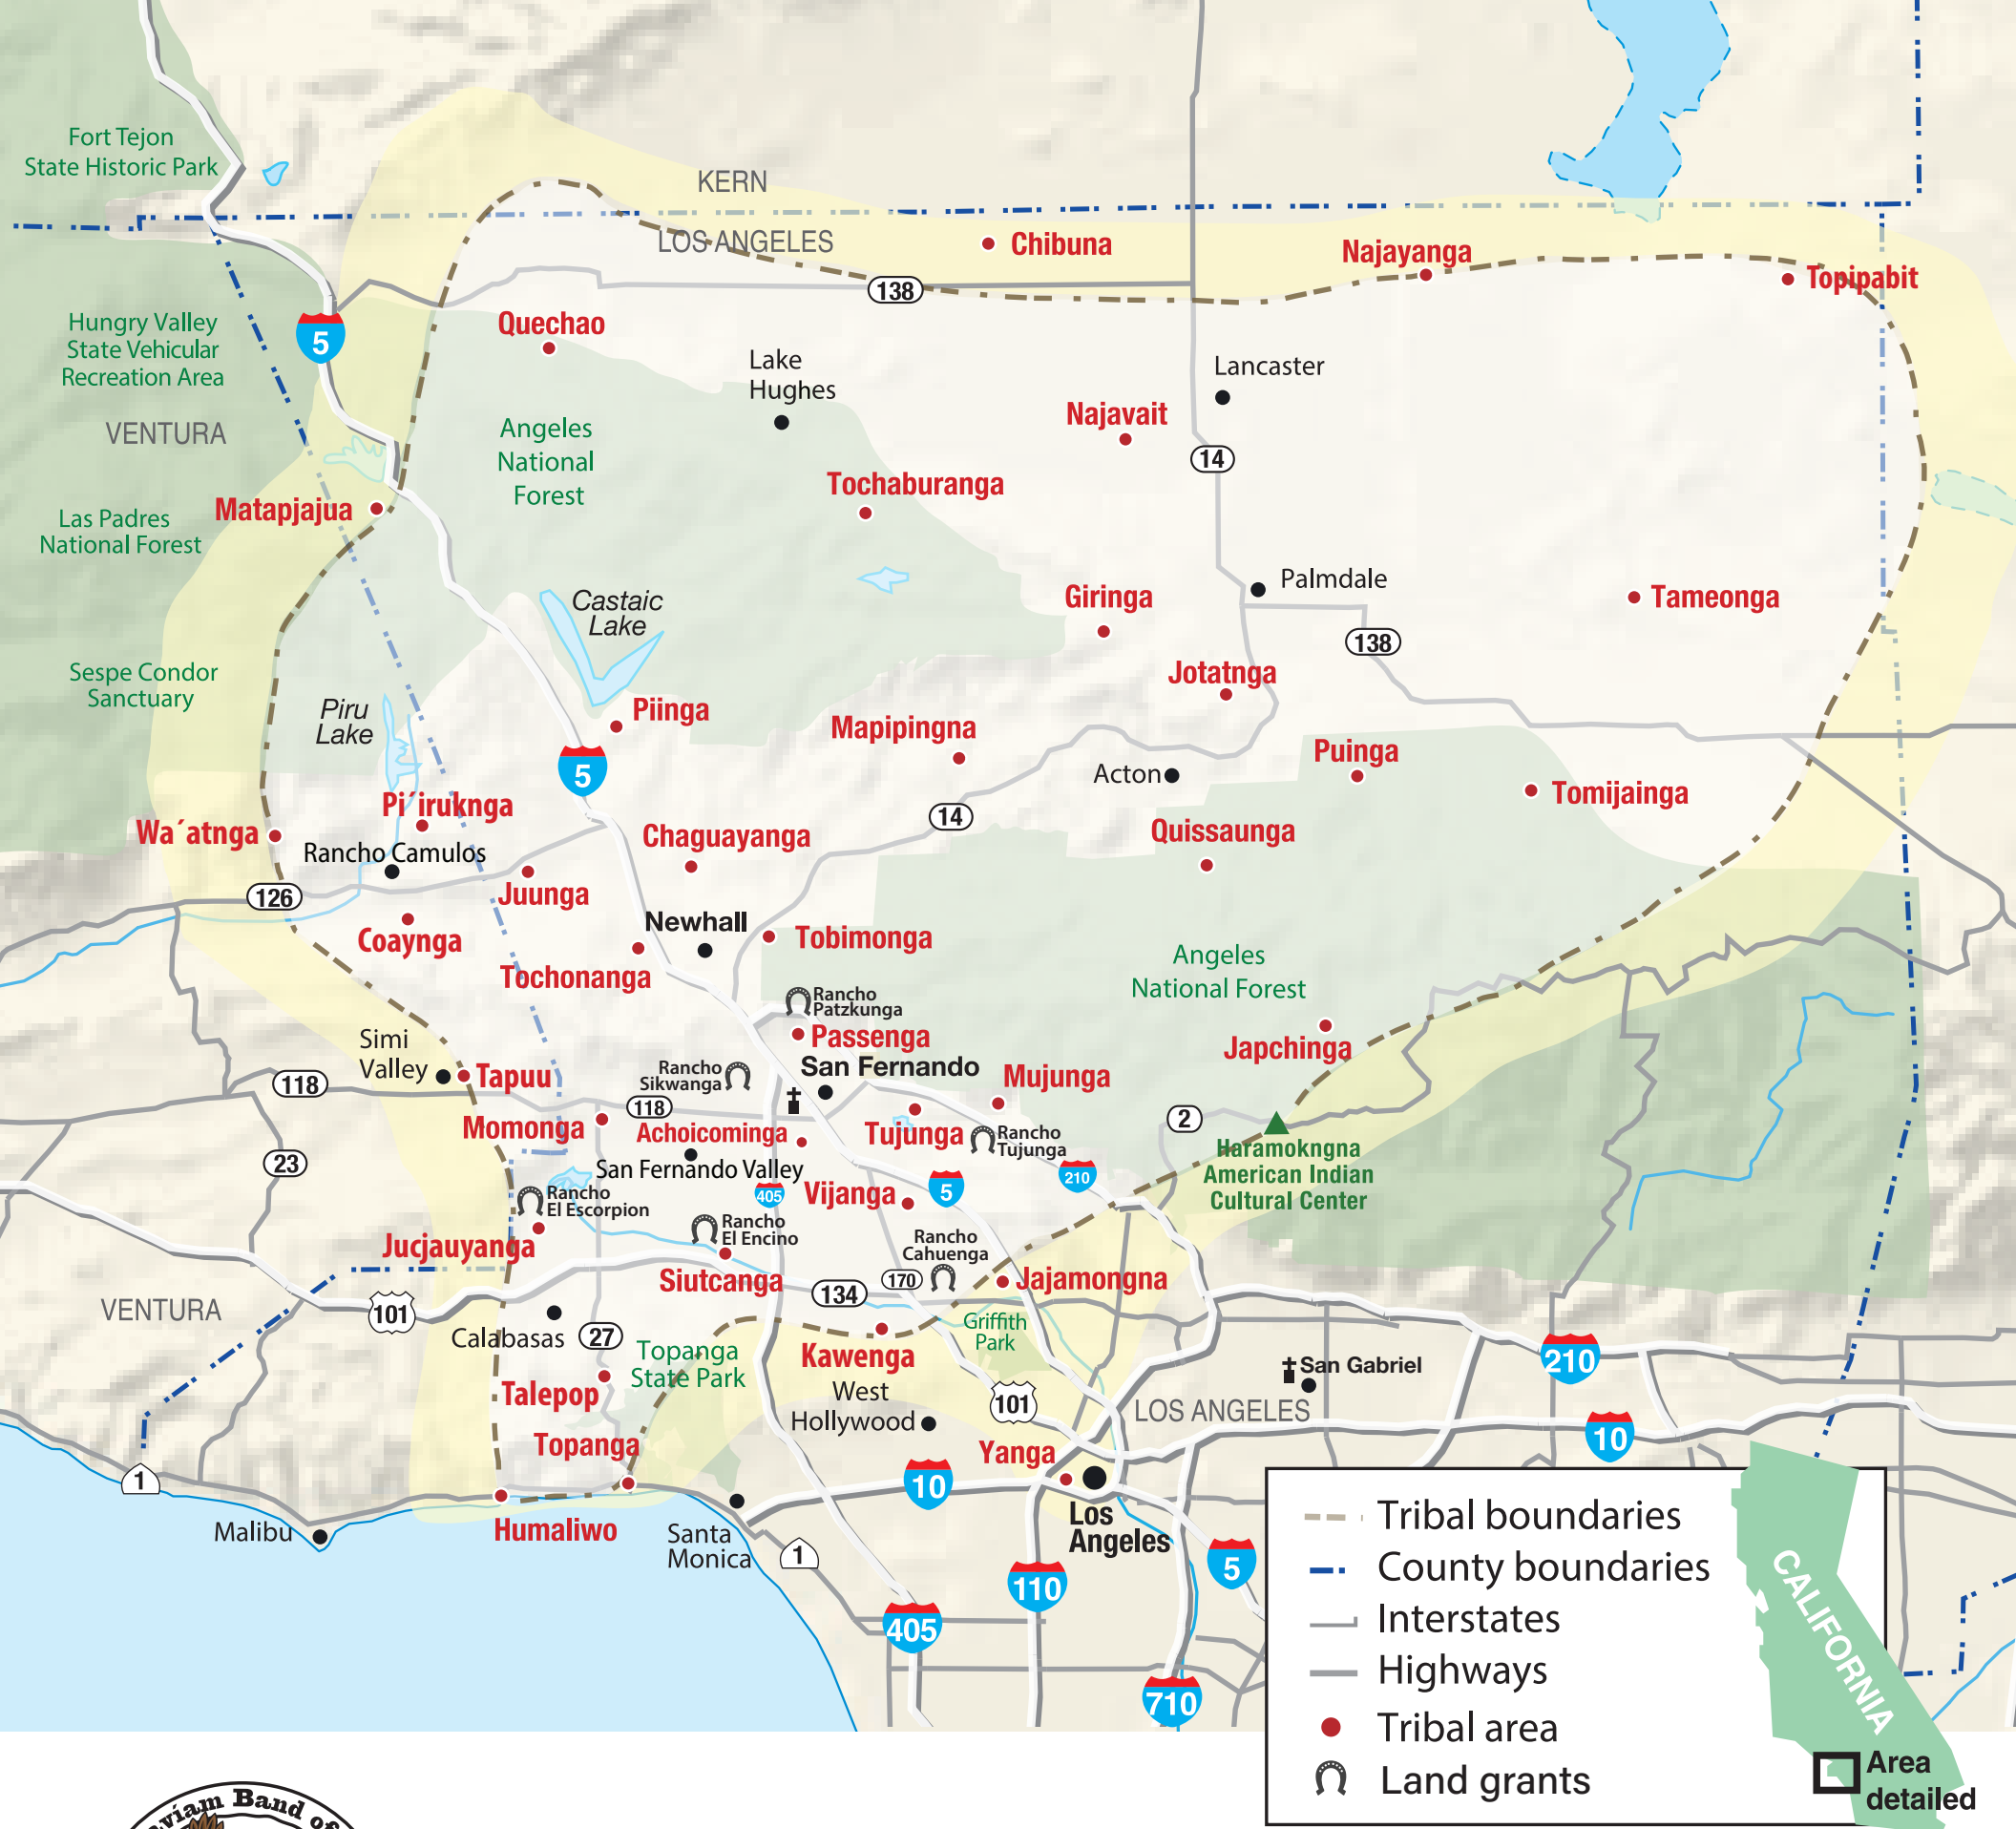 Fort Tejon
State Historic Park
KERN
LOS ANGELES
Chibuna
Najayanga
Topipabit
138
Hungry Valley
State Vehicular
Recreation Area
5
Quechao
Lake
Hughes
Lancaster
VENTURA
Angeles
National
Forest
Najavait
14
Tochaburanga
Matapjajua
Las Padres
National Forest
Castaic
Lake
Giringa
Palmdale
Tameonga
138
Sespe Condor
Sanctuary
Jotatnga
Piru
Lake
Piinga
Mapipingna
Puinga
5
Acton
Tomijainga
Pi´iruknga
Wa´atnga
14
Chaguayanga
Quissaunga
Rancho Camulos
126
Juunga
Newhall
Coaynga
Tobimonga
Tochonanga
Angeles
National Forest
Rancho
Patzkunga
Passenga
Simi
Valley
Japchinga
Tapuu
118
Rancho
Sikwanga
San Fernando
Mujunga
118
Momonga
Achoicominga
Tujunga
Rancho
Tujunga
2
Haramokngna
American Indian
Cultural Center
23
San Fernando Valley
405
Vijanga
5
210
Rancho
El Escorpion
Rancho
El Encino
Rancho
Cahuenga
Jucjauyanga
Siutcanga
134
170
Jajamongna
VENTURA
101
Calabasas
27
Topanga
State Park
Kawenga
Griffith
Park
San Gabriel
210
Talepop
West
Hollywood
101
LOS ANGELES
10
Topanga
Yanga
1
10
Humaliwo
Malibu
Santa
Monica
1
Los
Angeles
5
110
405
710
Tribal boundaries
County boundaries
Interstates
Highways
Tribal area
Land grants
CALIFORNIA
Area
detailed
Band of